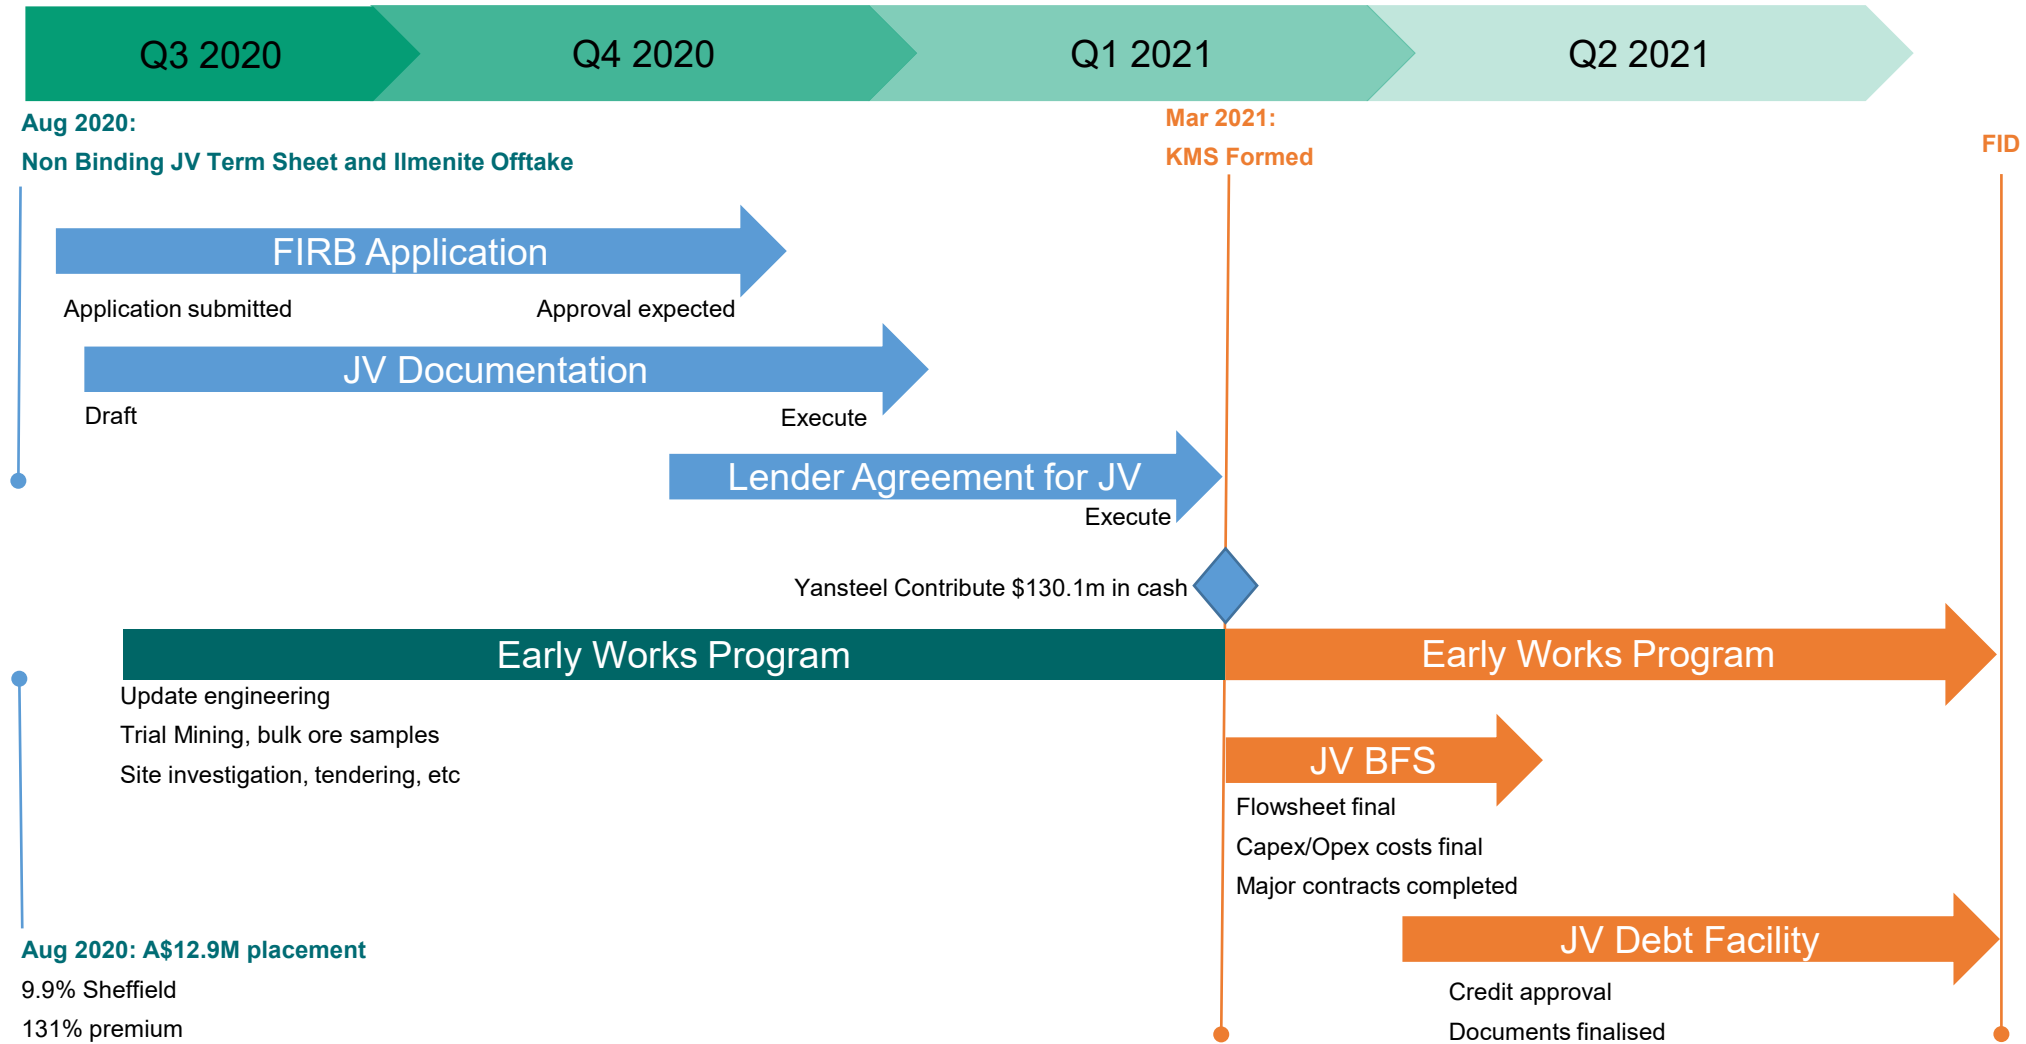 Q3 2020
Q4 2020
Q1 2021
Q2 2021
Aug 2020:
Non Binding JV Term Sheet and Ilmenite Offtake
Mar 2021:
KMS Formed
FID
FIRB Application
Application submitted
Approval expected
JV Documentation
Draft
Execute
Lender Agreement for JV
Execute
Yansteel Contribute $130.1m in cash
Early Works Program
Early Works Program
Update engineering
Trial Mining, bulk ore samples
Site investigation, tendering, etc
JV BFS
Flowsheet final
Capex/Opex costs final
Major contracts completed
JV Debt Facility
Credit approval
Documents finalised
Aug 2020: A$12.9M placement
9.9% Sheffield
131% premium